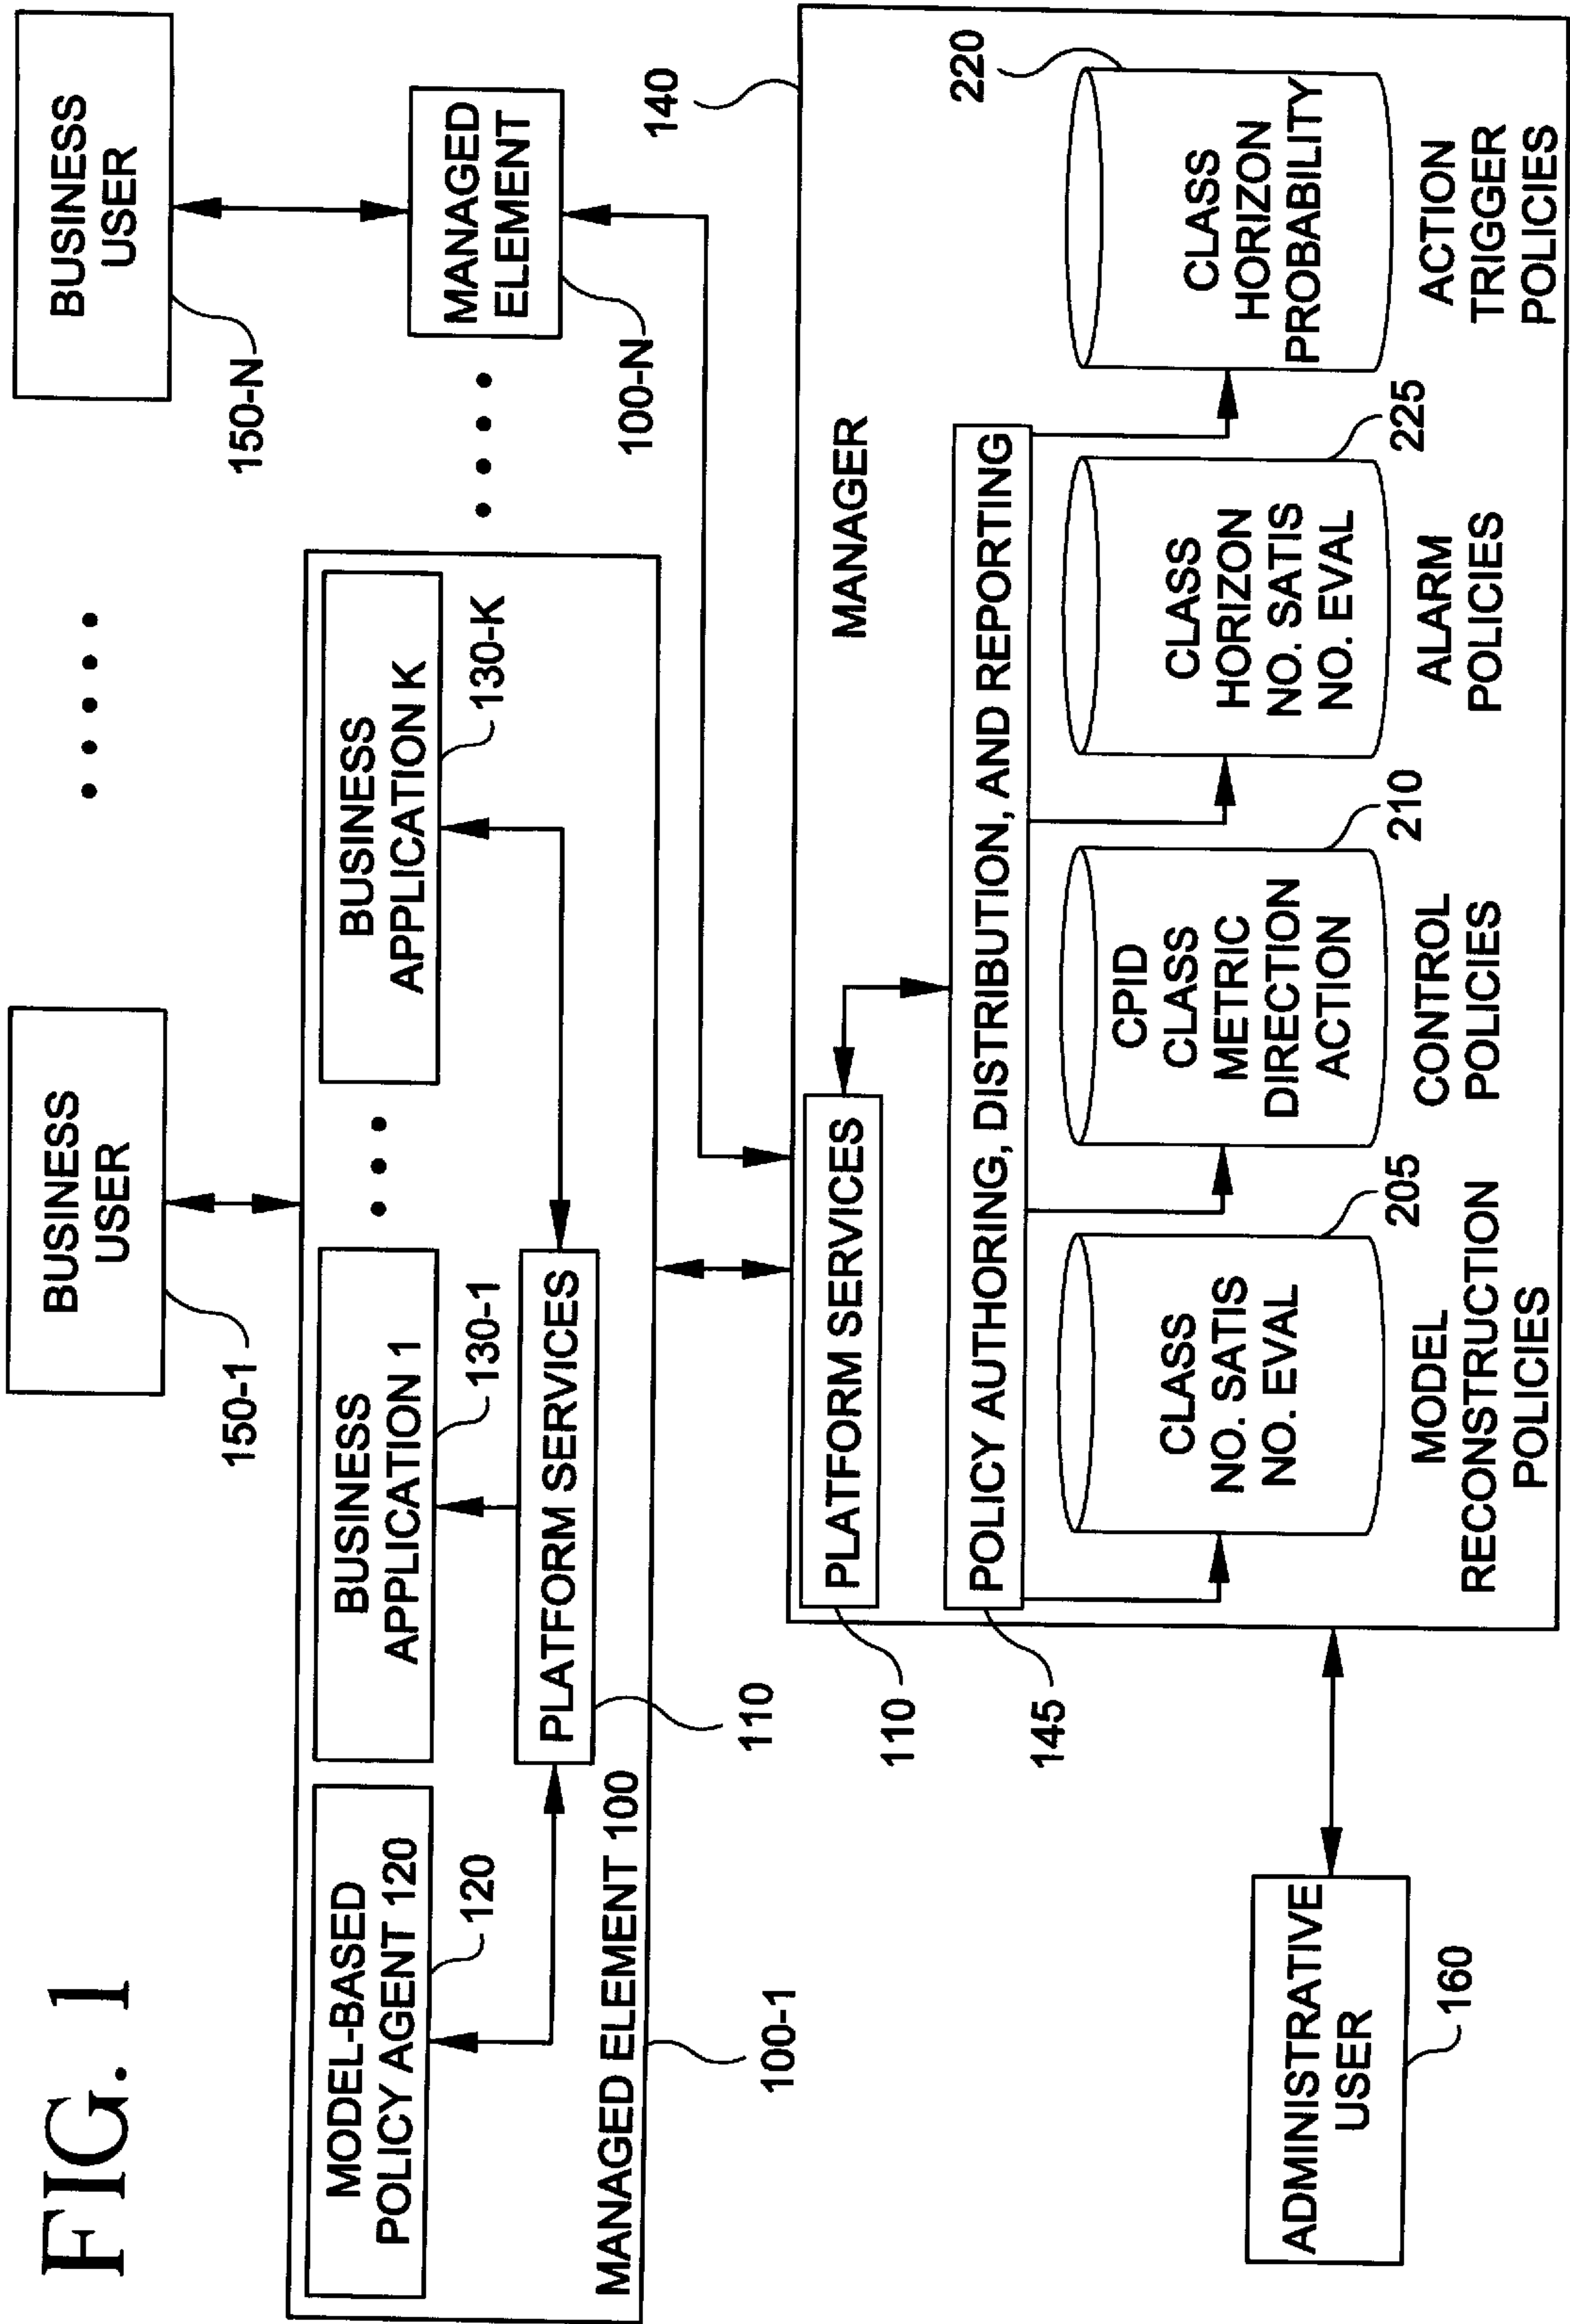 FIG. 1
BUSINESS
USER
150-1
BUSINESS
USER
150-N
MODEL-BASED
POLICY AGENT 120
120
BUSINESS
APPLICATION 1
130-1
BUSINESS
APPLICATION K
130-K
PLATFORM SERVICES
110
MANAGED ELEMENT 100
100-1
MANAGED
ELEMENT
100-N
140
MANAGER
PLATFORM SERVICES
110
POLICY AUTHORING, DISTRIBUTION, AND REPORTING
145
CLASS
NO. SATIS
NO. EVAL
205
MODEL
RECONSTRUCTION
POLICIES
CPID
CLASS
METRIC
DIRECTION
ACTION
210
CONTROL
POLICIES
CLASS
HORIZON
NO. SATIS
NO. EVAL
225
ALARM
POLICIES
CLASS
HORIZON
PROBABILITY
220
ACTION
TRIGGER
POLICIES
ADMINISTRATIVE
USER
160